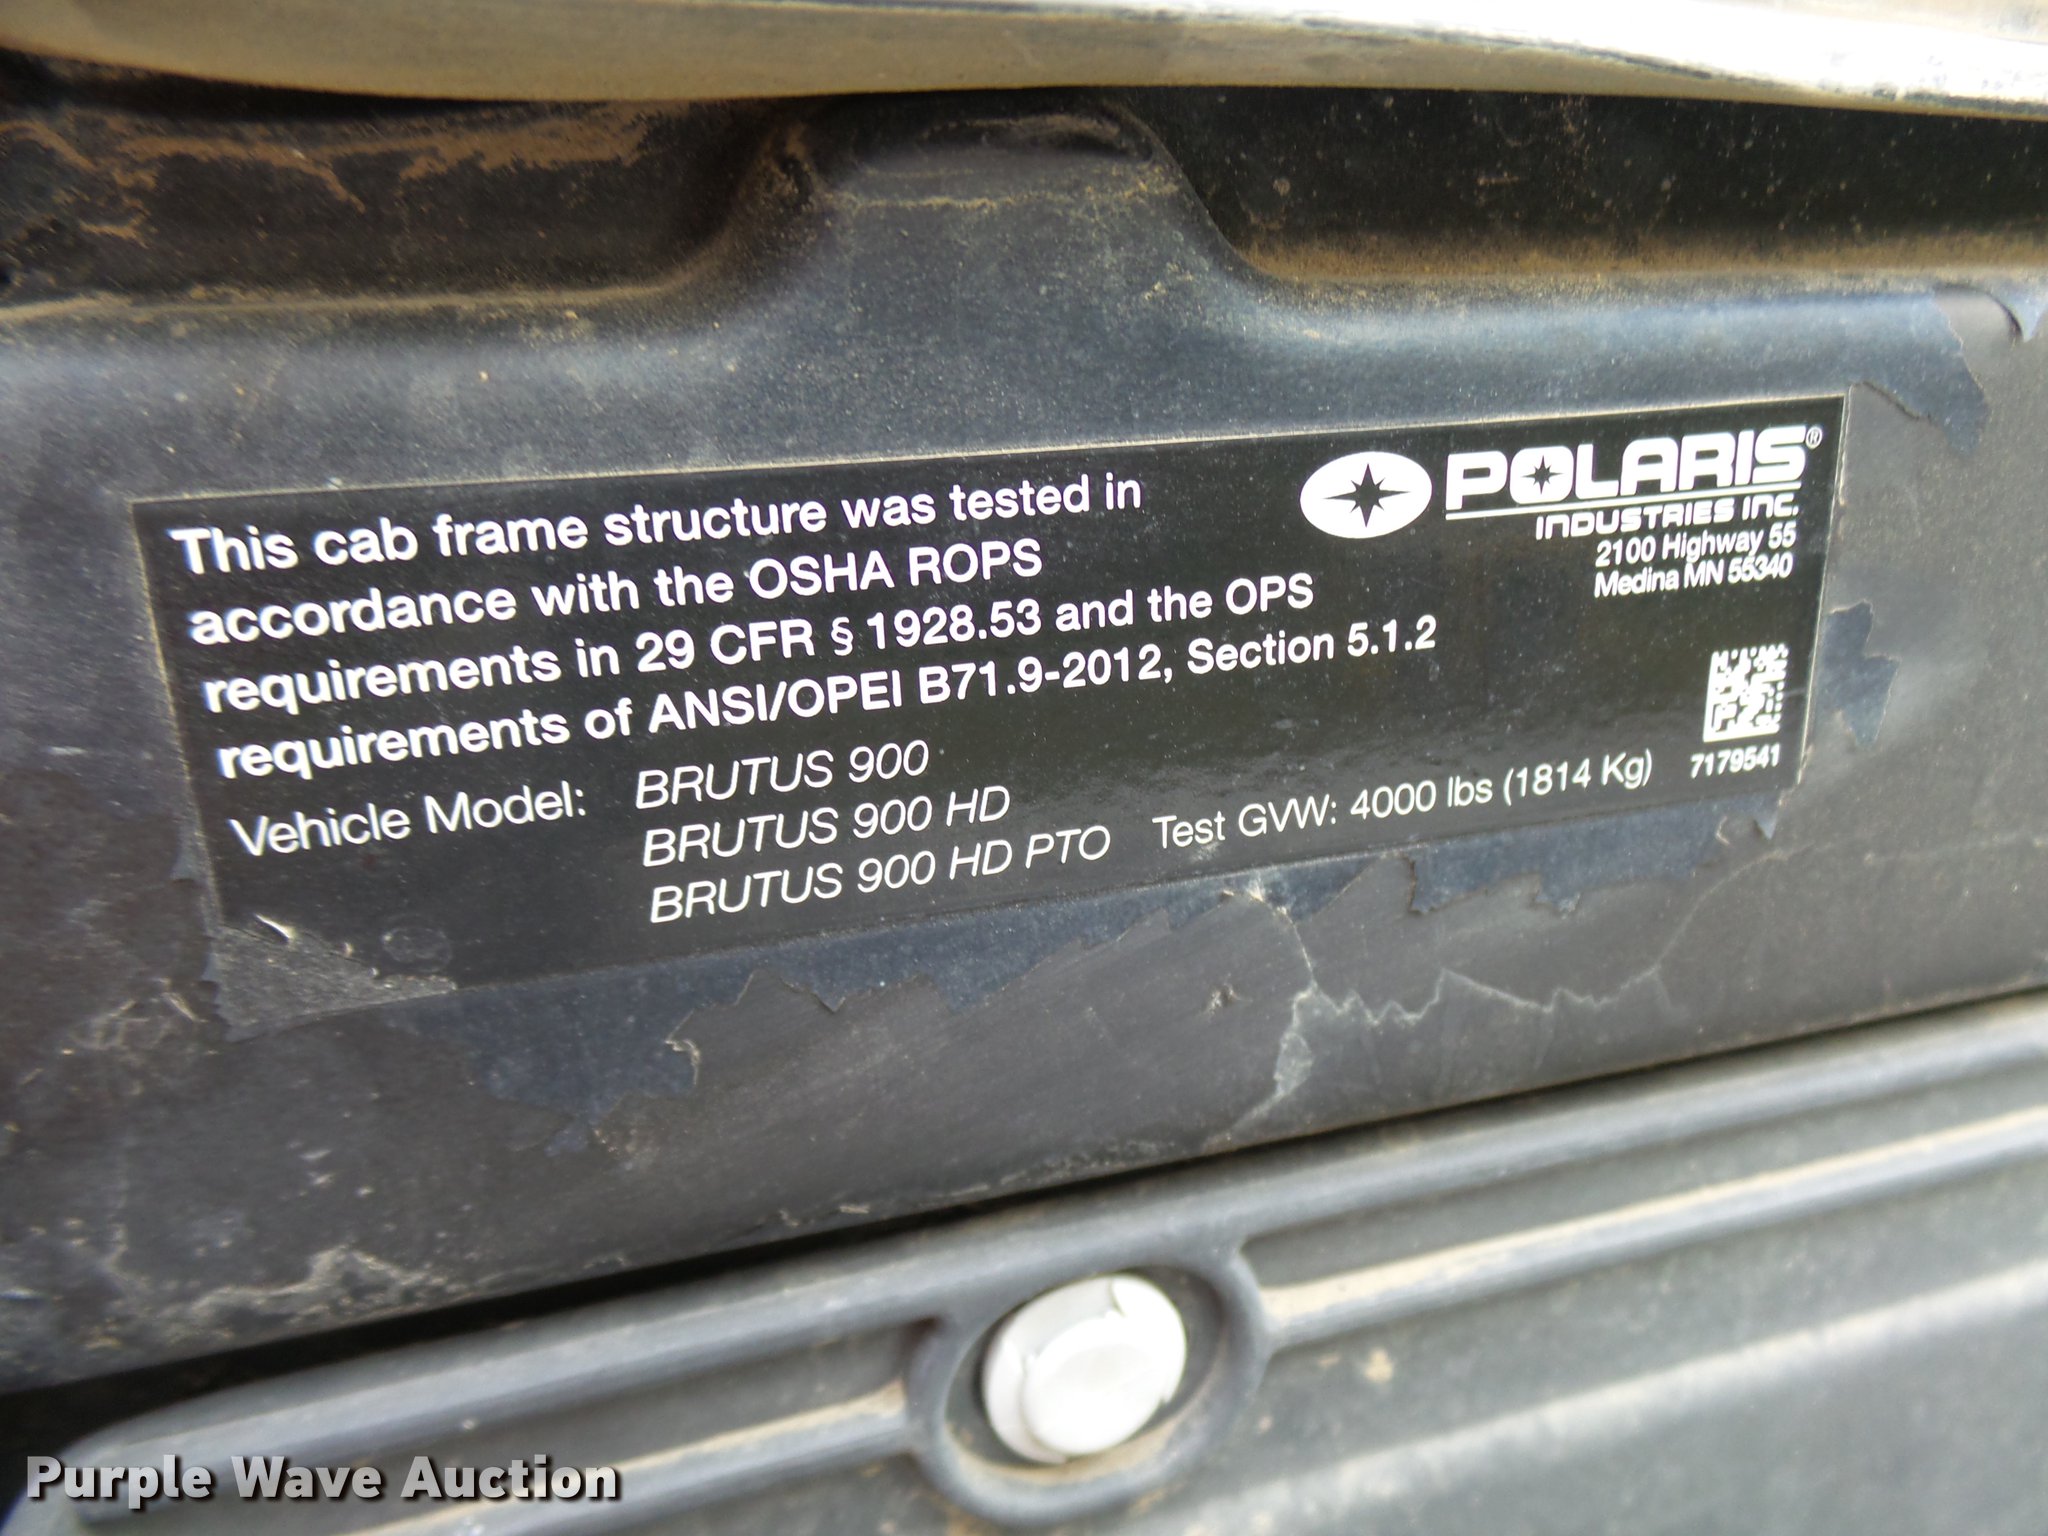 This cab frame structure was tested in
accordance with the OSHA ROPS
requirements in 29 CFR § 1928.53 and the OPS
requirements of ANSI/OPEI B71.9-2012, Section 5.1.2
Vehicle Model: BRUTUS 900
BRUTUS 900 HD
BRUTUS 900 HD PTO Test GVW: 4000 lbs (1814 Kg)
POLARIS®
INDUSTRIES INC.
2100 Highway 55
Medina MN 55340
7179541
Purple Wave Auction